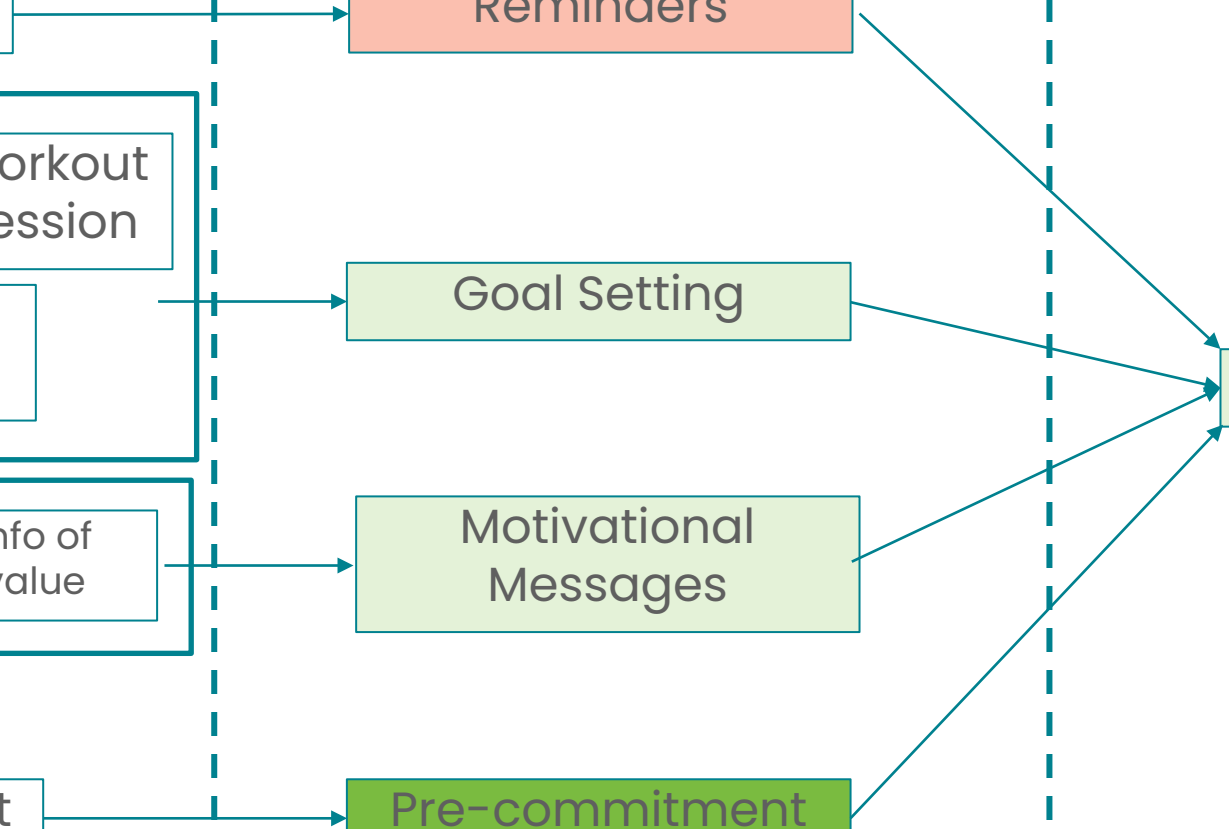 Reminders
orkout
ession
Goal Setting
nfo of
value
Motivational
Messages
t
Pre-commitment